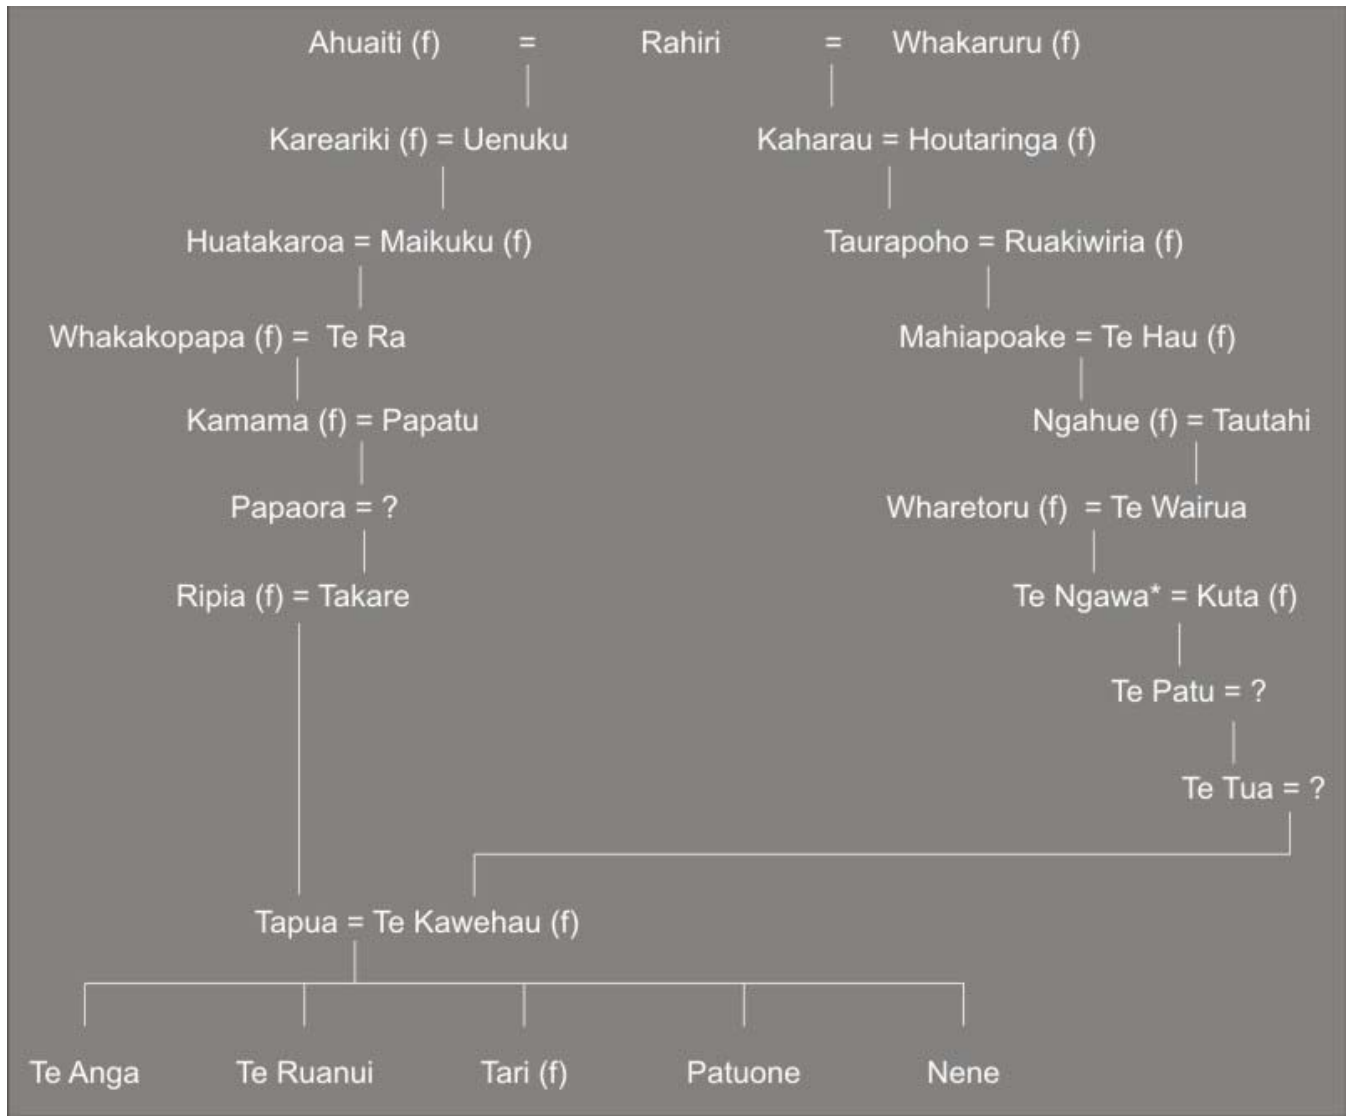 Ahuaiti (f) = Rahiri = Whakaruru (f)
Kareariki (f) = Uenuku Kaharau = Houtaringa (f)
Huatakaroa = Maikuku (f) Taurapoho = Ruakiwiria (f)
Whakakopapa (f) = Te Ra Mahiapoake = Te Hau (f)
Kamama (f) = Papatu Ngahue (f) = Tautahi
Papaora = ? Wharetoru (f) = Te Wairua
Ripia (f) = Takare Te Ngawa* = Kuta (f)
Te Patu = ?
Te Tua = ?
Tapua = Te Kawehau (f)
Te Anga Te Ruanui Tari (f) Patuone Nene